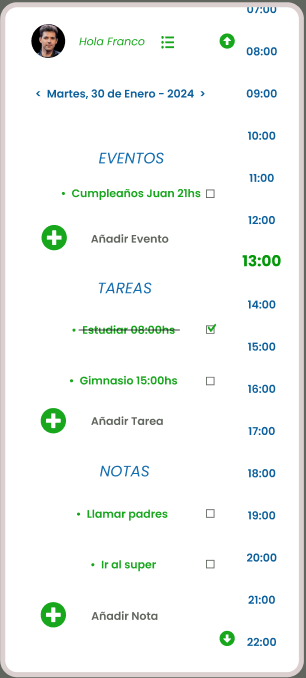 Hola Franco
< Martes, 30 de Enero - 2024 >
EVENTOS
• Cumpleaños Juan 21hs
Añadir Evento
TAREAS
• Estudiar 08:00hs
• Gimnasio 15:00hs
Añadir Tarea
NOTAS
• Llamar padres
• Ir al super
Añadir Nota
07:00
08:00
09:00
10:00
11:00
12:00
13:00
14:00
15:00
16:00
17:00
18:00
19:00
20:00
21:00
22:00